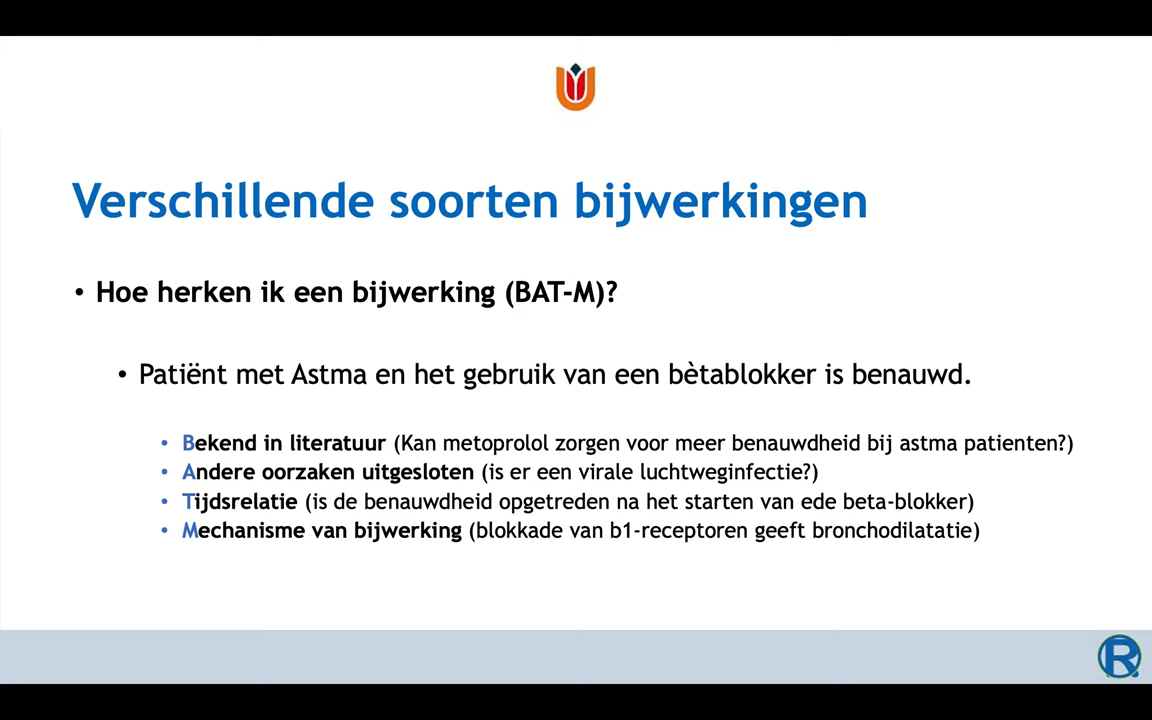 Verschillende soorten bijwerkingen
• Hoe herken ik een bijwerking (BAT-M)?
• Patiënt met Astma en het gebruik van een bètablokker is benauwd.
• Bekend in literatuur (Kan metoprolol zorgen voor meer benauwdheid bij astma patienten?)
• Andere oorzaken uitgesloten (is er een virale luchtweginfectie?)
• Tijdsrelatie (is de benauwdheid opgetreden na het starten van ede beta-blokker)
• Mechanisme van bijwerking (blokkade van b1-receptoren geeft bronchodilatatie)
R